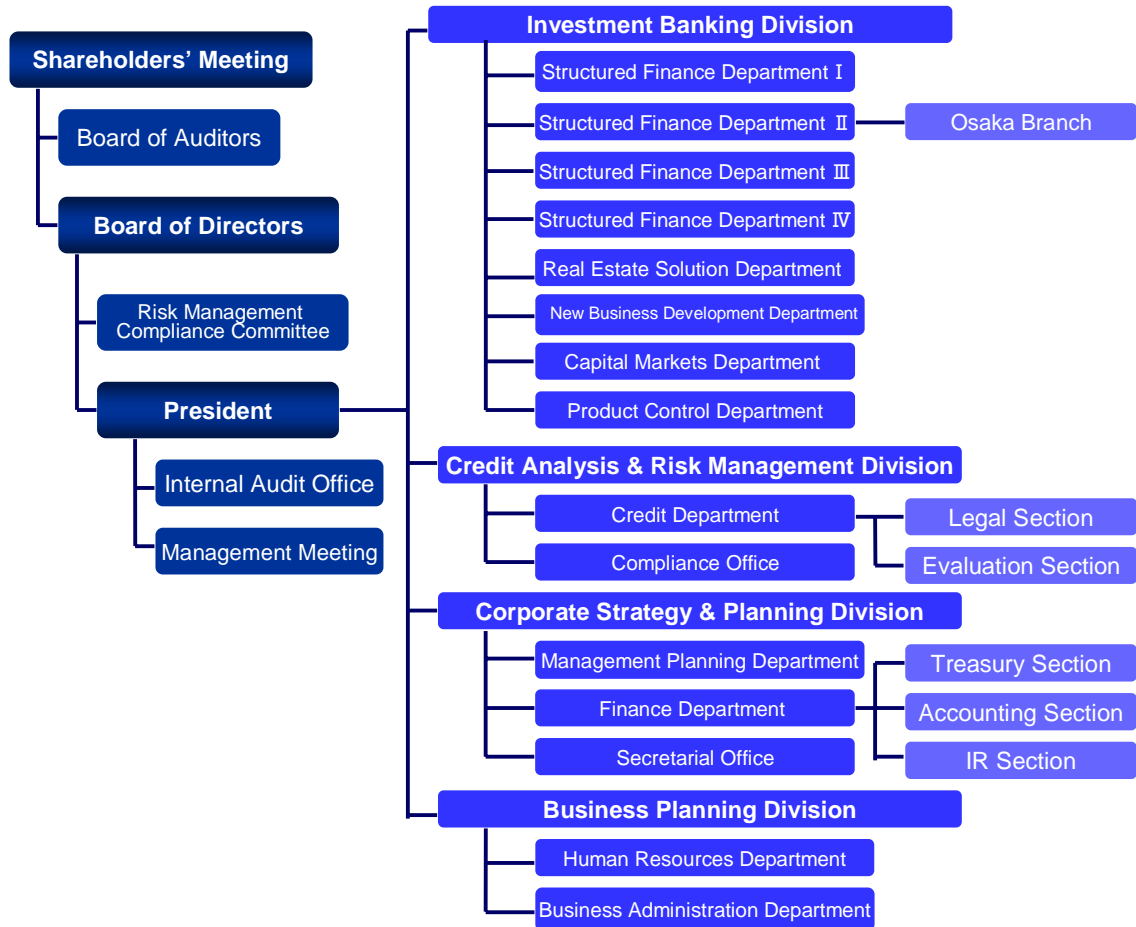 Shareholders’ Meeting
Board of Auditors
Board of Directors
Risk Management
Compliance Committee
President
Internal Audit Office
Management Meeting
Investment Banking Division
Structured Finance Department Ⅰ
Structured Finance Department Ⅱ
Osaka Branch
Structured Finance Department Ⅲ
Structured Finance Department Ⅳ
Real Estate Solution Department
New Business Development Department
Capital Markets Department
Product Control Department
Credit Analysis & Risk Management Division
Credit Department
Legal Section
Evaluation Section
Compliance Office
Corporate Strategy & Planning Division
Management Planning Department
Finance Department
Treasury Section
Accounting Section
IR Section
Secretarial Office
Business Planning Division
Human Resources Department
Business Administration Department